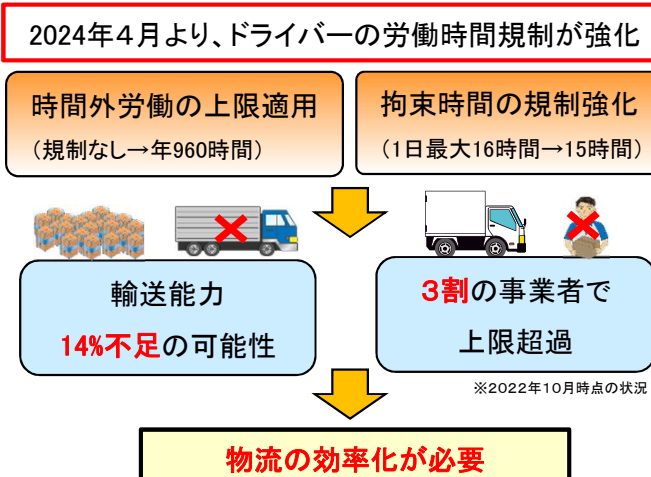 2024年4月より、ドライバーの労働時間規制が強化
時間外労働の上限適用
（規制なし→年960時間）
拘束時間の規制強化
（1日最大16時間→15時間）
輸送能力
14%不足の可能性
3割の事業者で
上限超過
※2022年10月時点の状況
物流の効率化が必要